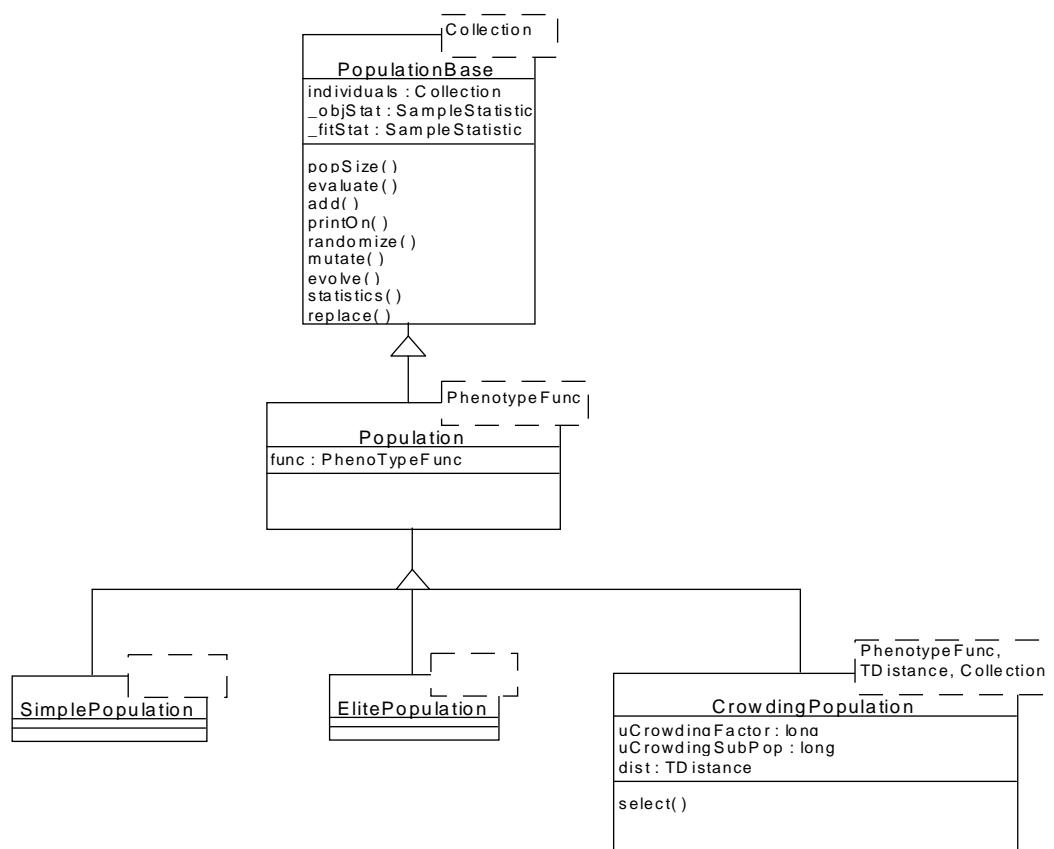 Collection
PopulationBase
individuals : Collection
_objStat : SampleStatistic
_fitStat : SampleStatistic
popSize()
evaluate()
add()
printOn()
randomize()
mutate()
evolve()
statistics()
replace()
PhenotypeFunc
Population
func : PhenoTypeFunc
SimplePopulation
ElitePopulation
PhenotypeFunc,
TDistance, Collection
CrowdingPopulation
uCrowdingFactor : long
uCrowdingSubPop : long
dist : TDistance
select()